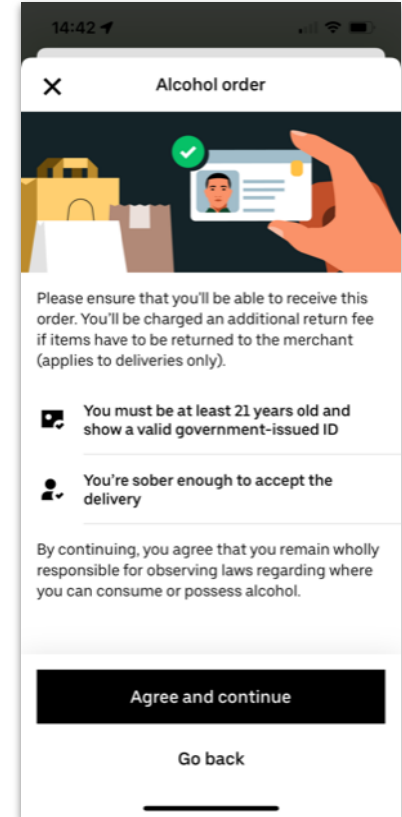 14:42
Alcohol order
Please ensure that you'll be able to receive this
order. You'll be charged an additional return fee
if items have to be returned to the merchant
(applies to deliveries only).
You must be at least 21 years old and
show a valid government-issued ID
You're sober enough to accept the
delivery
By continuing, you agree that you remain wholly
responsible for observing laws regarding where
you can consume or possess alcohol.
Agree and continue
Go back